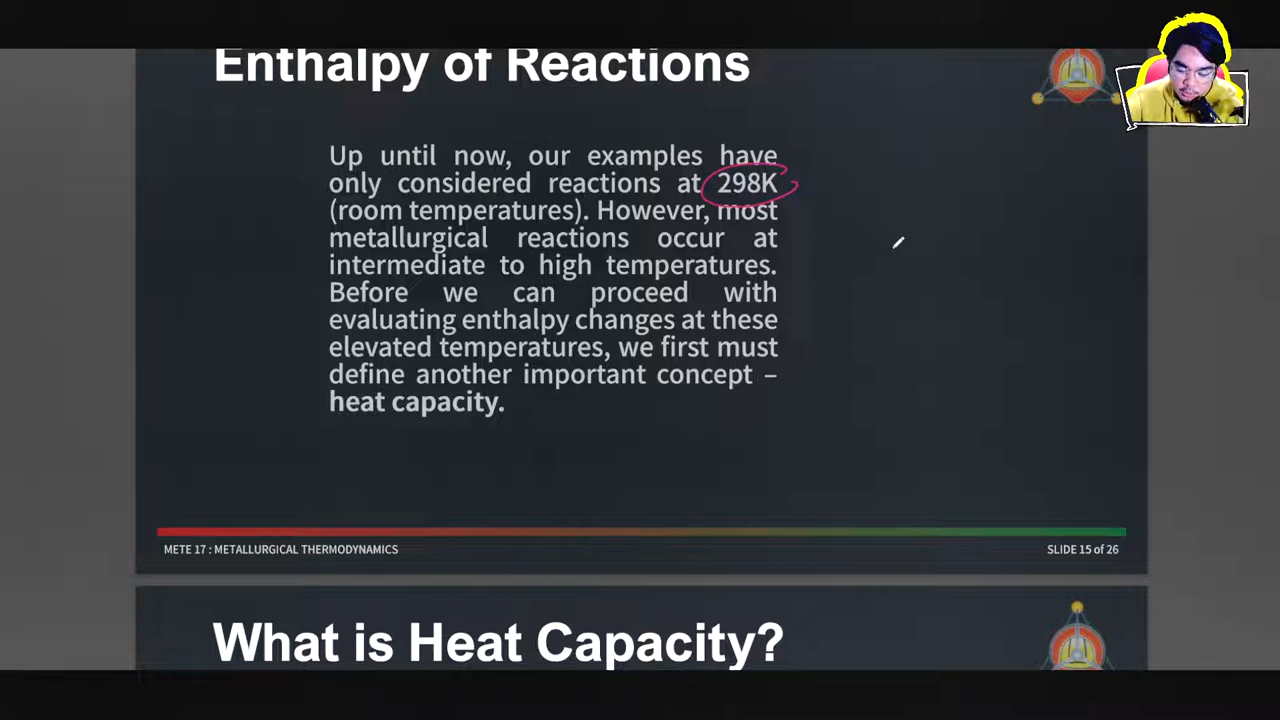 Enthalpy of Reactions
Up until now, our examples have
only considered reactions at 298K
(room temperatures). However, most
metallurgical reactions occur at
intermediate to high temperatures.
Before we can proceed with
evaluating enthalpy changes at these
elevated temperatures, we first must
define another important concept –
heat capacity.
METE 17 : METALLURGICAL THERMODYNAMICS
SLIDE 15 of 26
What is Heat Capacity?